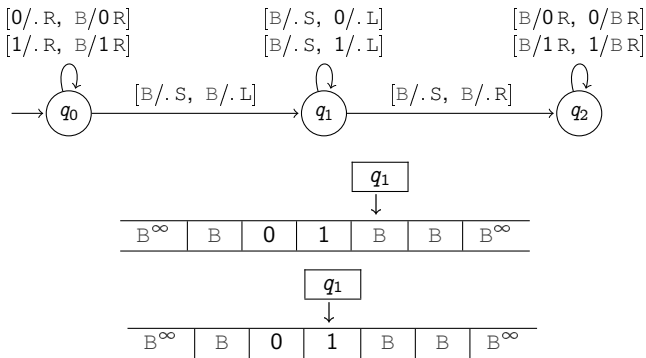 [0/. R, B/0 R] [B/. S, 0/. L] [B/0 R, 0/B R]
[1/. R, B/1 R] [B/. S, 1/. L] [B/1 R, 1/B R]
[B/. S, B/. L] [B/. S, B/. R]
q₀ q₁ q₂
q₁
B∞ B 0 1 B B B∞
q₁
B∞ B 0 1 B B B∞